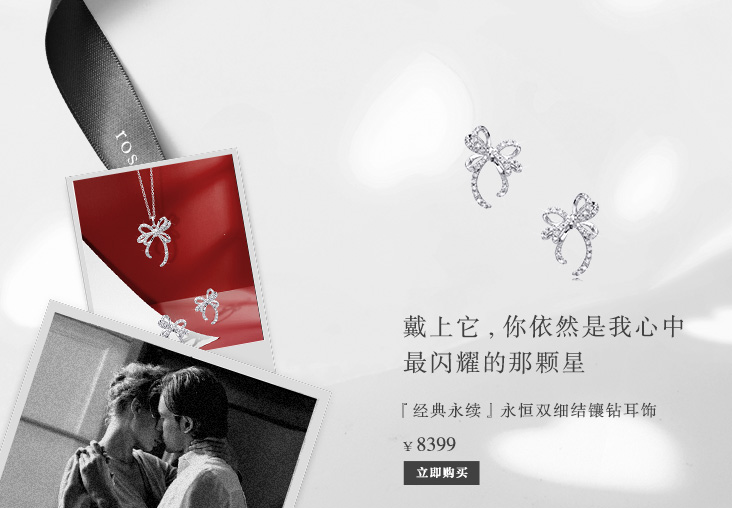 ros
戴上它,你依然是我心中
最闪耀的那颗星
『经典永续』永恒双细结镶钻耳饰
¥ 8399
立即购买